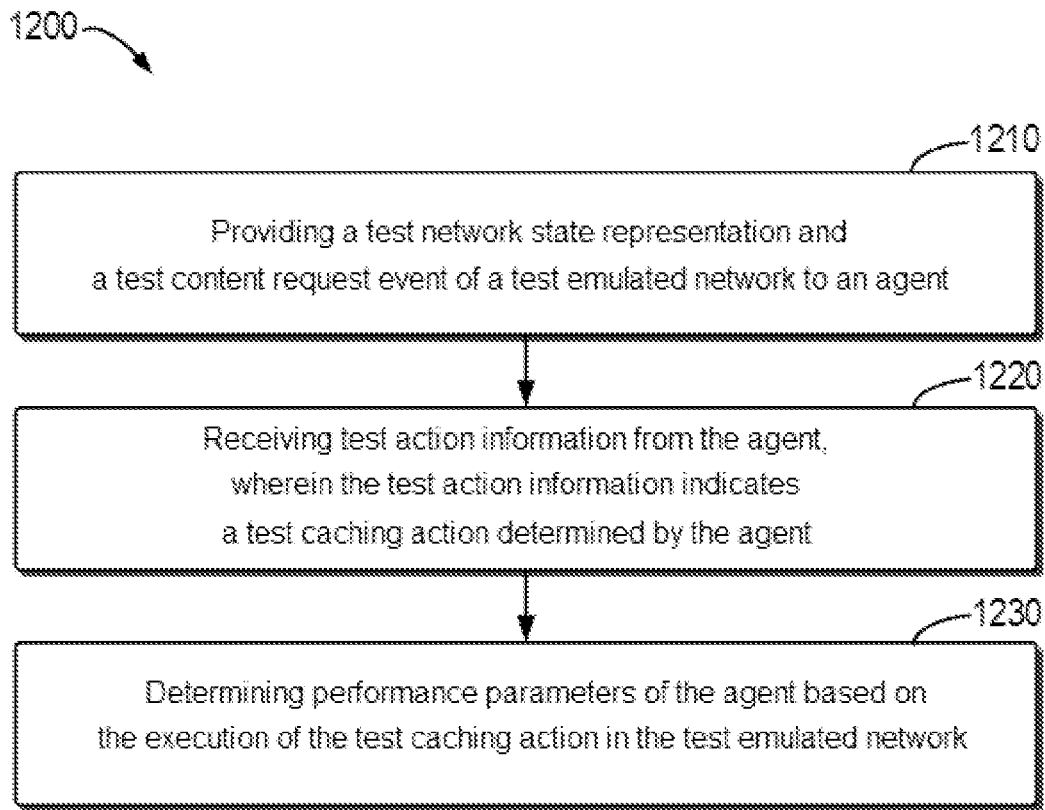 1200
1210
Providing a test network state representation and
a test content request event of a test emulated network to an agent
1220
Receiving test action information from the agent,
wherein the test action information indicates
a test caching action determined by the agent
1230
Determining performance parameters of the agent based on
the execution of the test caching action in the test emulated network